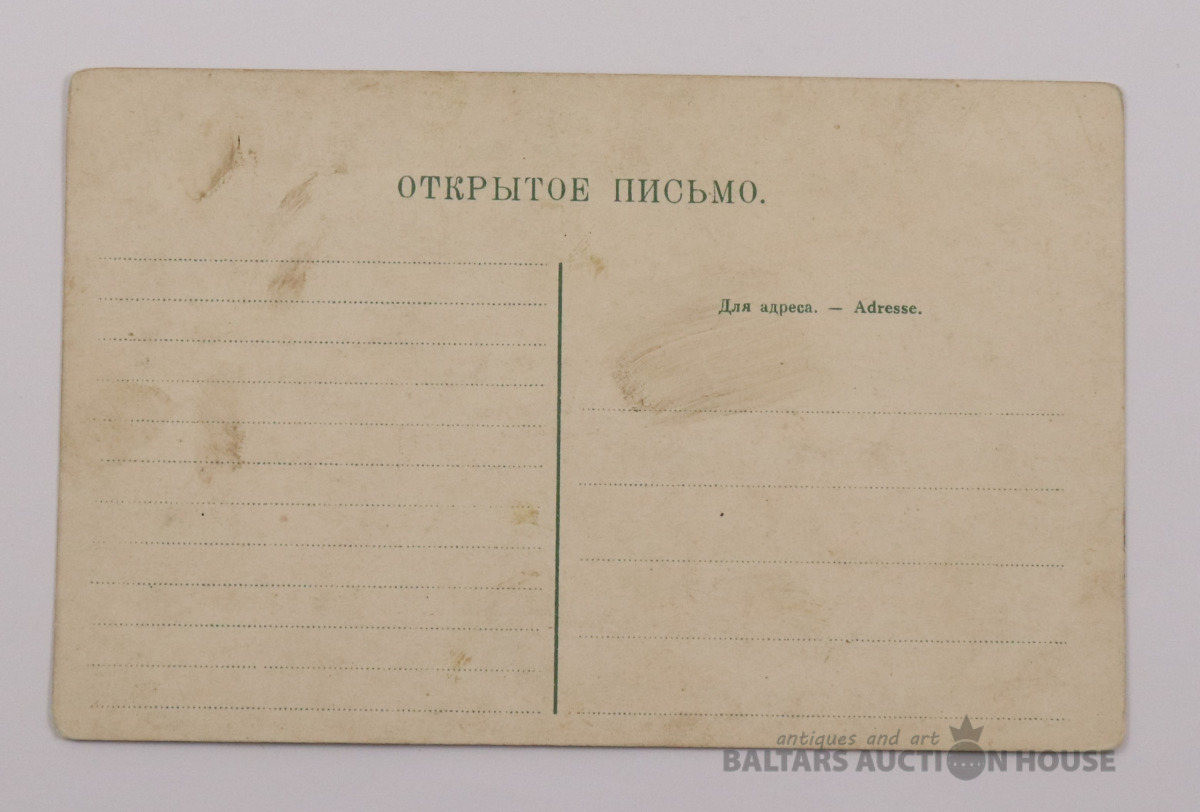 ОТКРЫТОЕ ПИСЬМО.
Для адреса. — Adresse.
antiques and art
BALTARS AUCTION HOUSE